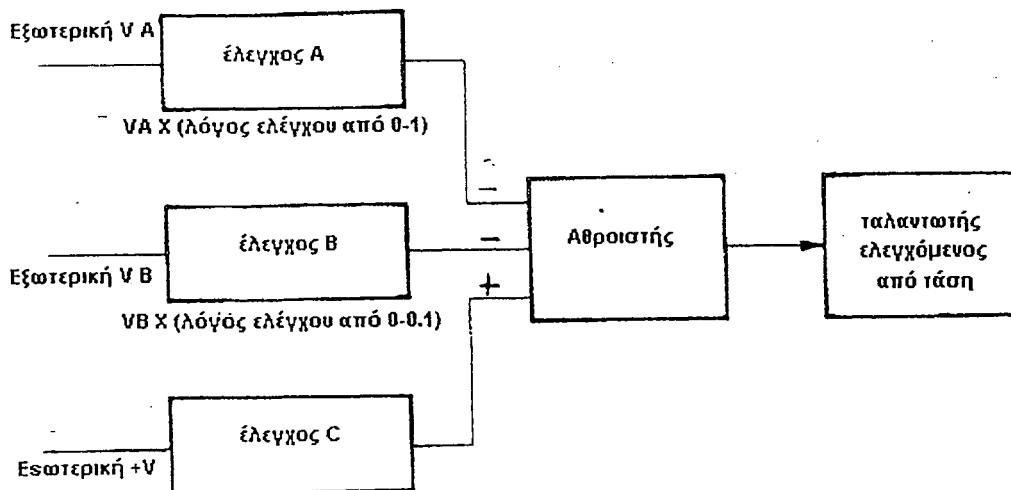 Εξωτερική V A
έλεγχος A
VA X (λόγος ελέγχου από 0-1)
έλεγχος B
Εξωτερική V B
VB X (λόγος ελέγχου από 0-0.1)
έλεγχος C
Esωτερική +V
−
−
+
Αθροιστής
ταλαντωτής
ελεγχόμενος
από τάση